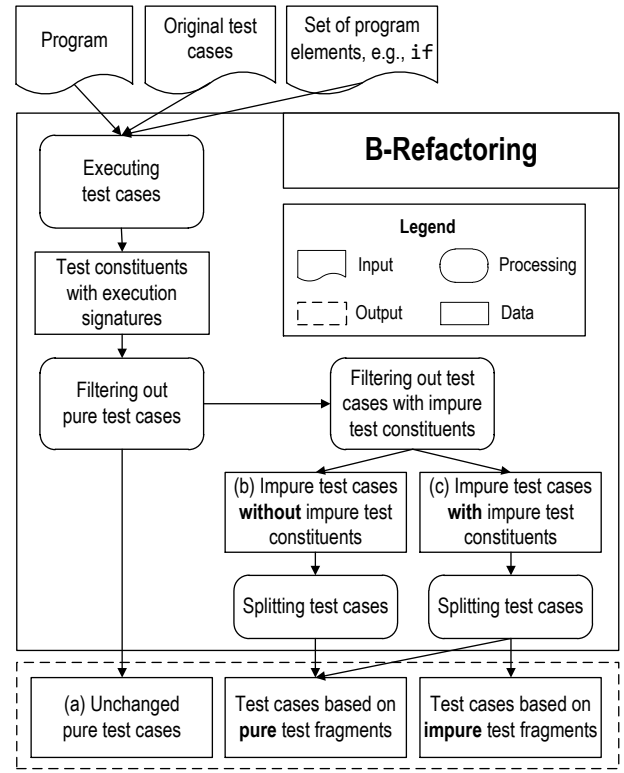 Program
Original test
cases
Set of program
elements, e.g., if
B-Refactoring
Executing
test cases
Legend
Input
Processing
Output
Data
Test constituents
with execution
signatures
Filtering out
pure test cases
Filtering out test
cases with impure
test constituents
(b) Impure test cases
without impure test
constituents
(c) Impure test cases
with impure test
constituents
Splitting test cases
Splitting test cases
(a) Unchanged
pure test cases
Test cases based on
pure test fragments
Test cases based on
impure test fragments